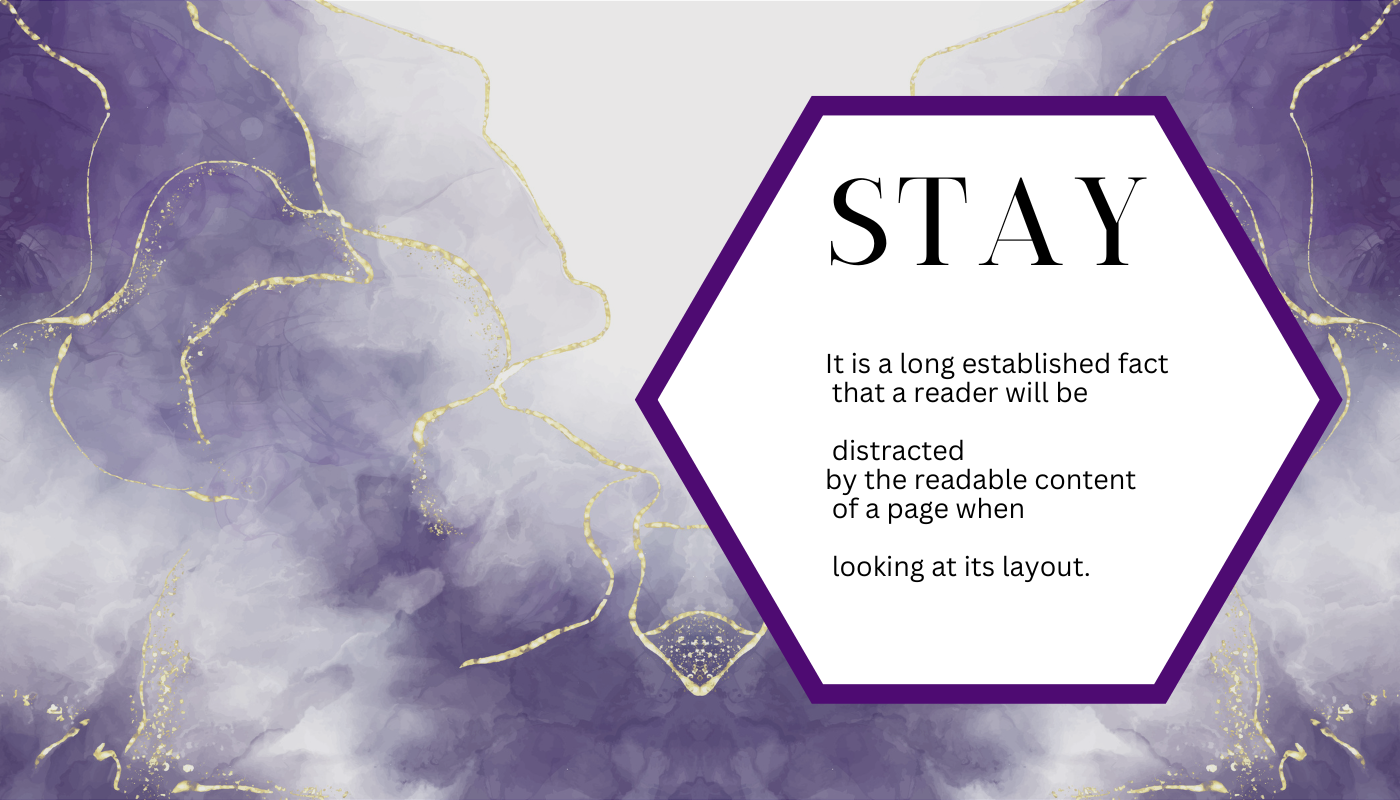 STAY
It is a long established fact
that a reader will be
distracted
by the readable content
of a page when
looking at its layout.